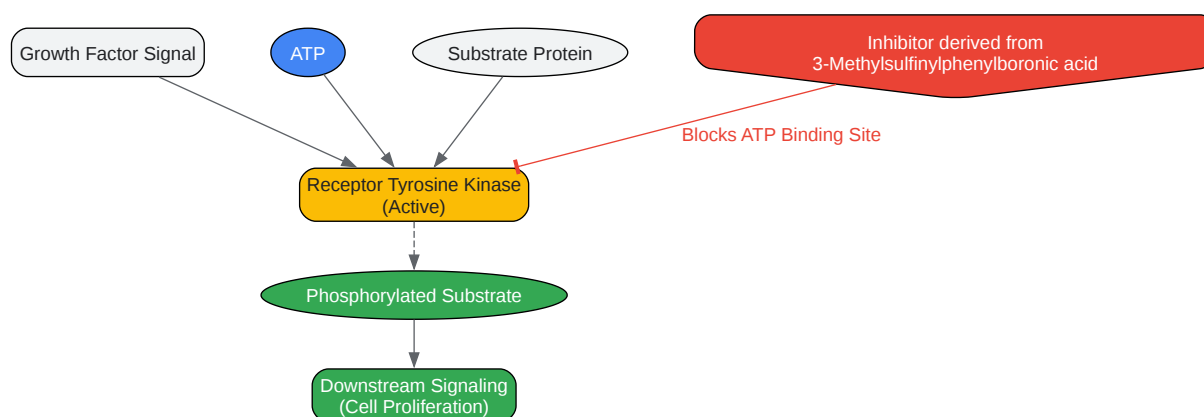 Growth Factor Signal
ATP
Substrate Protein
Inhibitor derived from
3-Methylsulfinylphenylboronic acid
Blocks ATP Binding Site
Receptor Tyrosine Kinase
(Active)
Phosphorylated Substrate
Downstream Signaling
(Cell Proliferation)